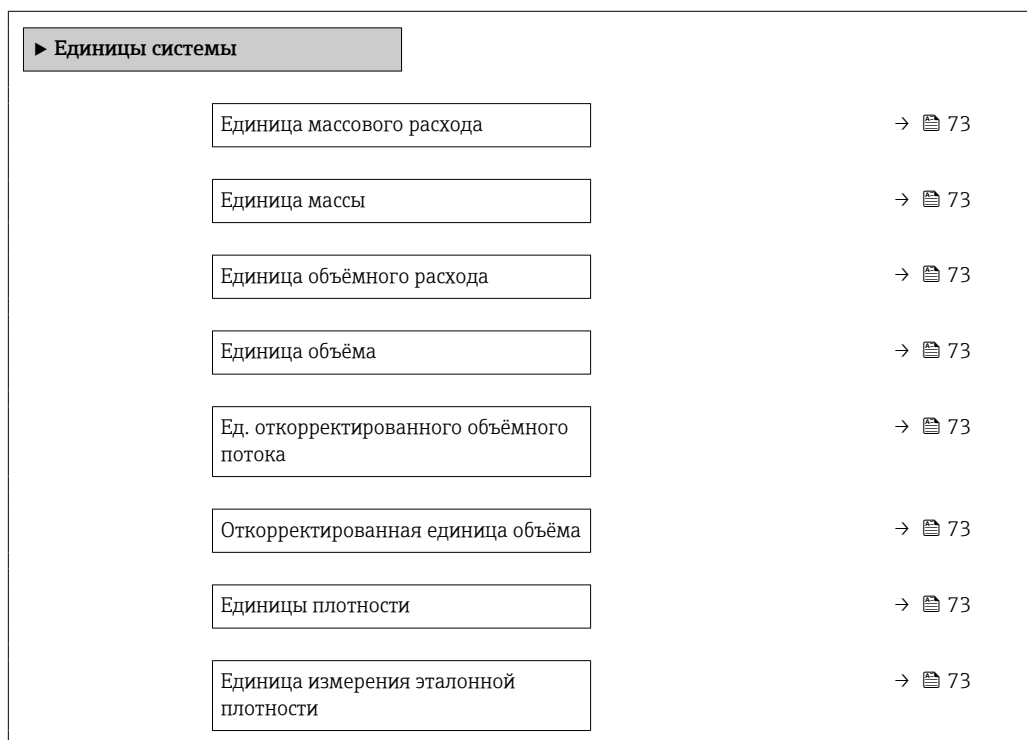 ▶ Единицы системы
Единица массового расхода → 73
Единица массы → 73
Единица объёмного расхода → 73
Единица объёма → 73
Ед. откорректированного объёмного → 73
потока
Откорректированная единица объёма → 73
Единицы плотности → 73
Единица измерения эталонной → 73
плотности